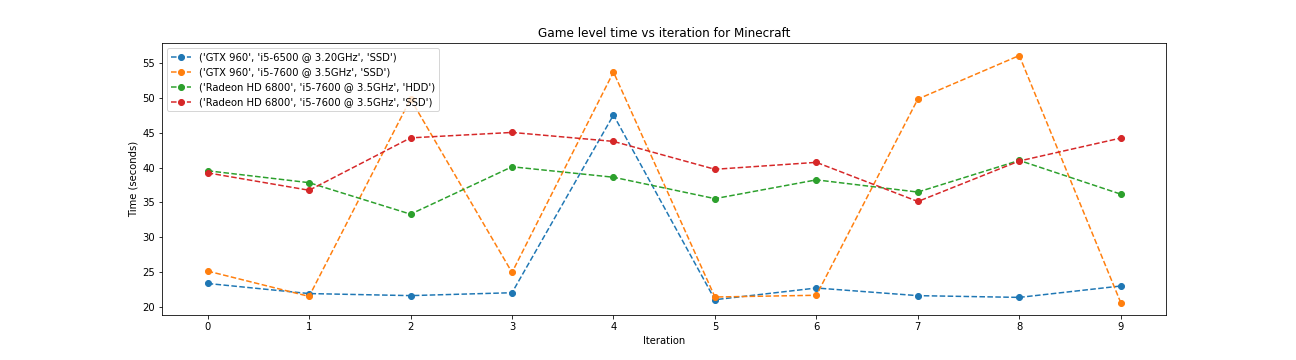 Game level time vs iteration for Minecraft
('GTX 960', 'i5-6500 @ 3.20GHz', 'SSD')
('GTX 960', 'i5-7600 @ 3.5GHz', 'SSD')
('Radeon HD 6800', 'i5-7600 @ 3.5GHz', 'HDD')
('Radeon HD 6800', 'i5-7600 @ 3.5GHz', 'SSD')
Time (seconds)
55
50
45
40
35
30
25
20
0 1 2 3 4 5 6 7 8 9
Iteration